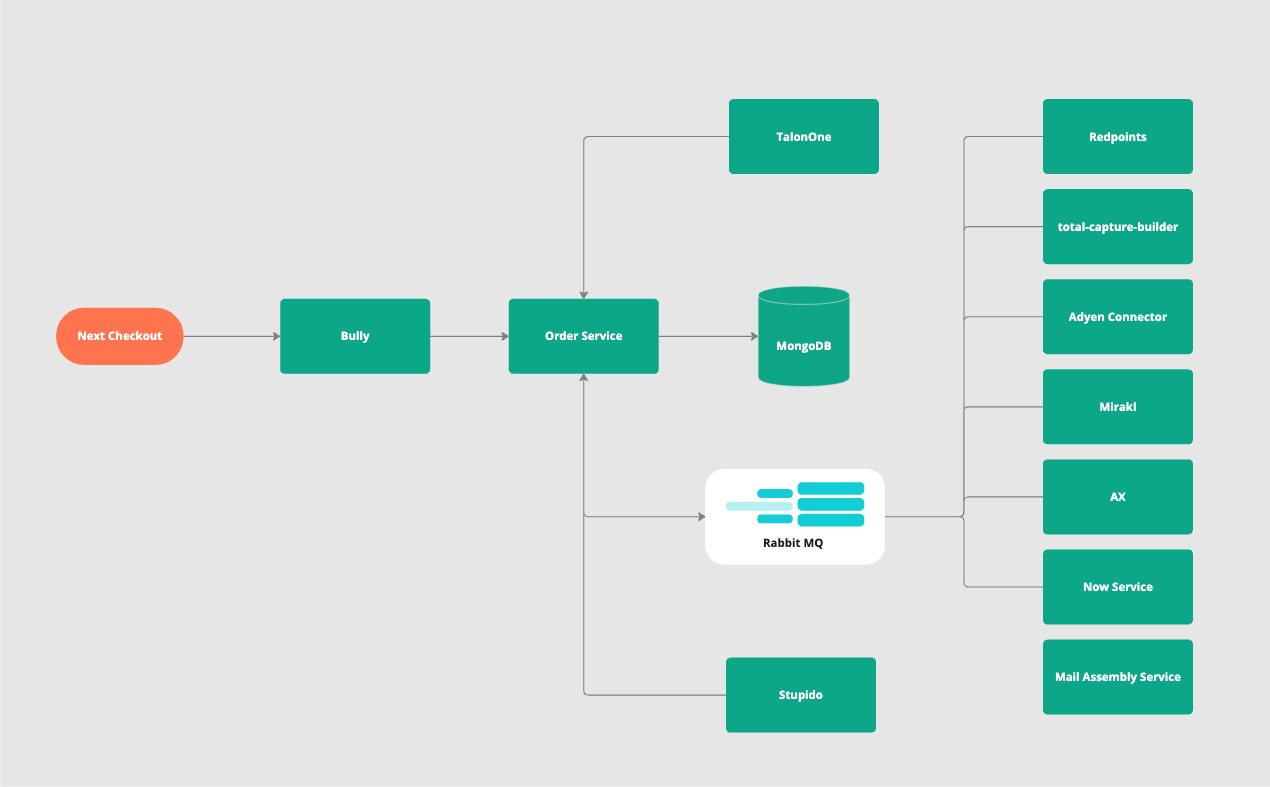 TalonOne
Redpoints
total-capture-builder
Next Checkout
Bully
Order Service
MongoDB
Adyen Connector
Mirakl
Rabbit MQ
AX
Now Service
Stupido
Mail Assembly Service